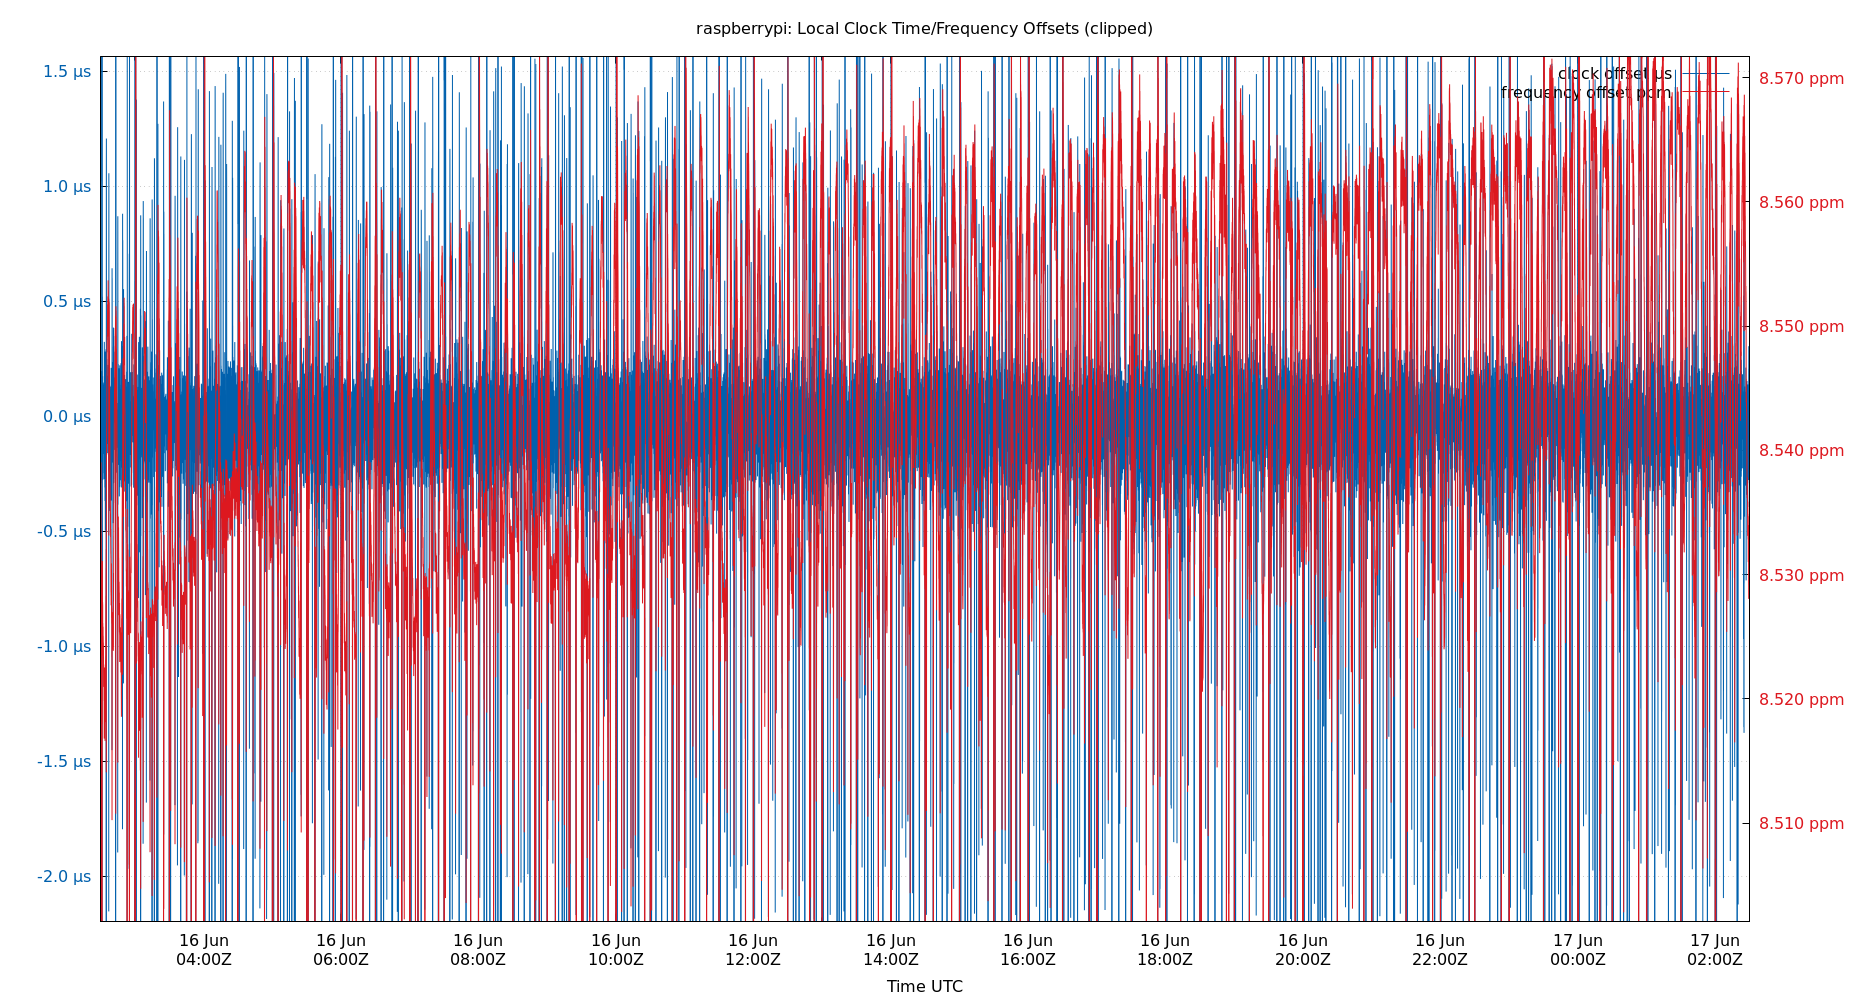 raspberrypi: Local Clock Time/Frequency Offsets (clipped)
clock offset µs
frequency offset ppm
1.5 µs
1.0 µs
0.5 µs
0.0 µs
-0.5 µs
-1.0 µs
-1.5 µs
-2.0 µs
8.570 ppm
8.560 ppm
8.550 ppm
8.540 ppm
8.530 ppm
8.520 ppm
8.510 ppm
16 Jun 16 Jun 16 Jun 16 Jun 16 Jun 16 Jun 16 Jun 16 Jun 16 Jun 16 Jun 17 Jun 17 Jun
04:00Z 06:00Z 08:00Z 10:00Z 12:00Z 14:00Z 16:00Z 18:00Z 20:00Z 22:00Z 00:00Z 02:00Z
Time UTC